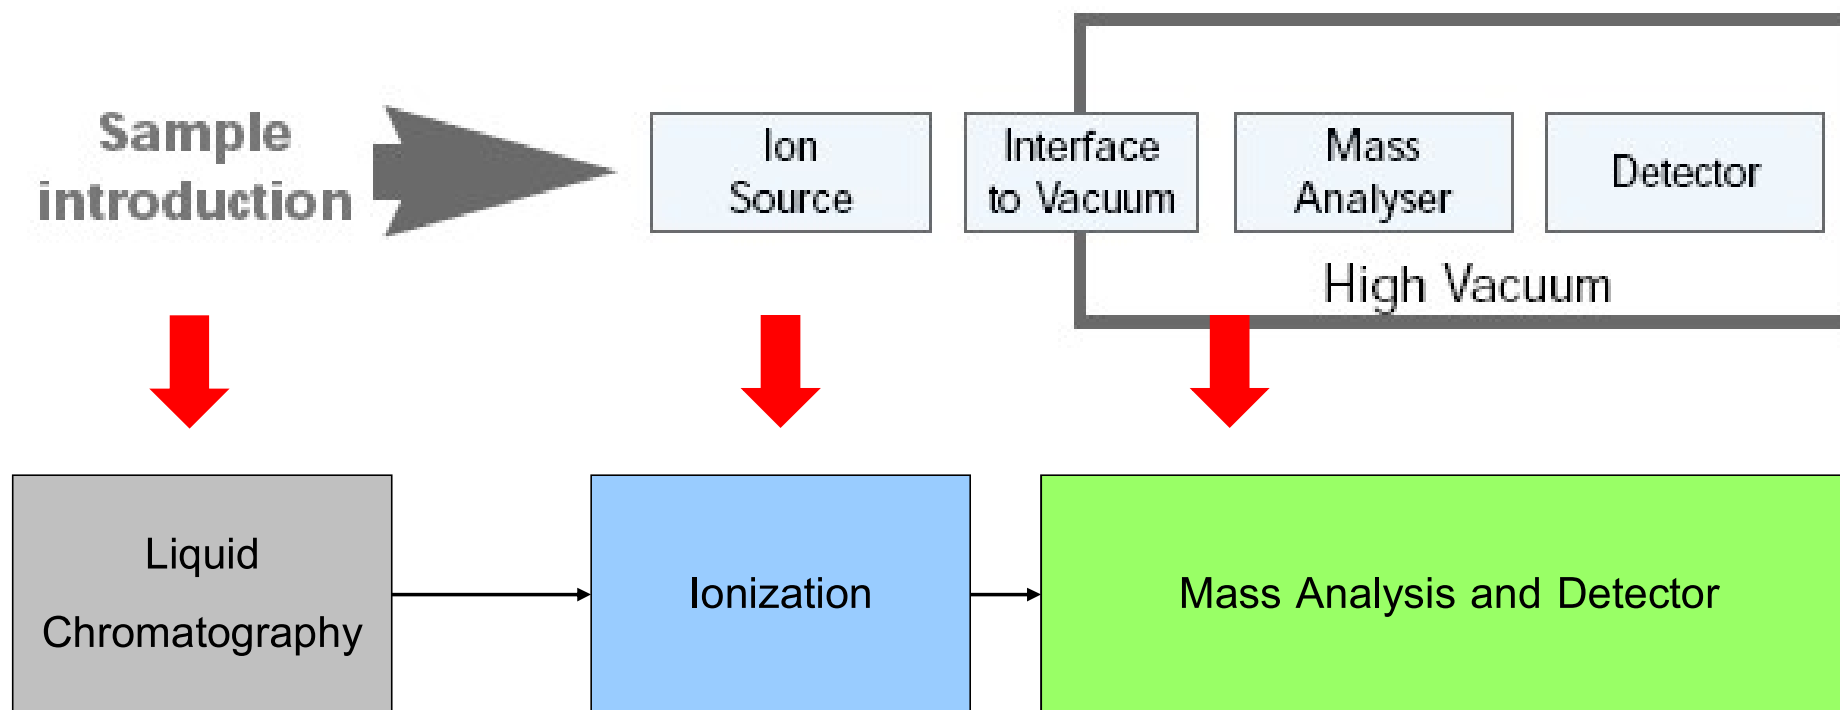 Sample
introduction
Ion
Source
Interface
to Vacuum
Mass
Analyser
Detector
High Vacuum
Liquid
Chromatography
Ionization
Mass Analysis and Detector